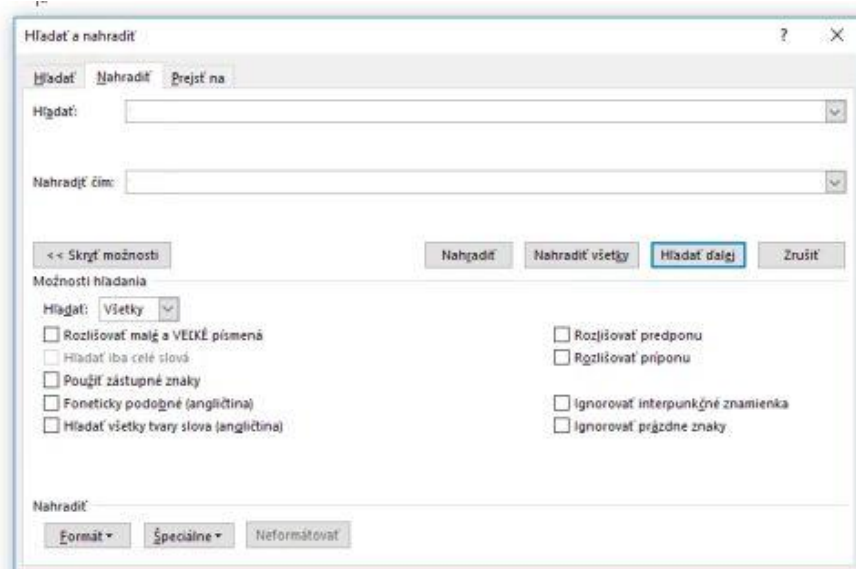 Hľadať a nahradiť
Hľadať Nahradiť Prejsť na
Hľadať:
Nahradiť čím:
<< Skryť možnosti Nahradiť Nahradiť všetky Hľadať ďalej Zrušiť
Možnosti hľadania
Hľadať: Všetky
Rozlišovať malé a VEĽKÉ písmená Rozlišovať predponu
Hľadať iba celé slová Rozlišovať príponu
Použiť zástupné znaky
Foneticky podobné (angličtina) Ignorovať interpunkčné znamienka
Hľadať všetky tvary slova (angličtina) Ignorovať prázdne znaky
Nahradiť
Formát Špeciálne Neformátovať